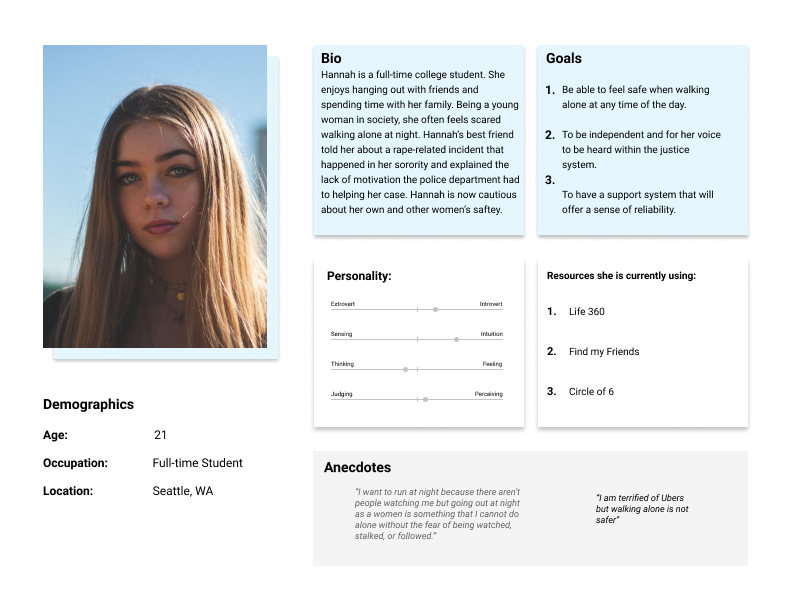 Bio
Hannah is a full-time college student. She
enjoys hanging out with friends and
spending time with her family. Being a young
woman in society, she often feels scared
walking alone at night. Hannah's best friend
told her about a rape-related incident that
happened in her sorority and explained the
lack of motivation the police department had
to helping her case. Hannah is now cautious
about her own and other women's saftey.
Goals
1. Be able to feel safe when walking
alone at any time of the day.
2. To be independent and for her voice
to be heard within the justice
system.
3.
To have a support system that will
offer a sense of reliability.
Personality:
Extrovert Introvert
Sensing Intuition
Thinking Feeling
Judging Perceiving
Resources she is currently using:
1. Life 360
2. Find my Friends
3. Circle of 6
Demographics
Age: 21
Occupation: Full-time Student
Location: Seattle, WA
Anecdotes
“I want to run at night because there aren’t
people watching me but going out at night
as a women is something that I cannot do
alone without the fear of being watched,
stalked, or followed.”
“I am terrified of Ubers
but walking alone is not
safer”